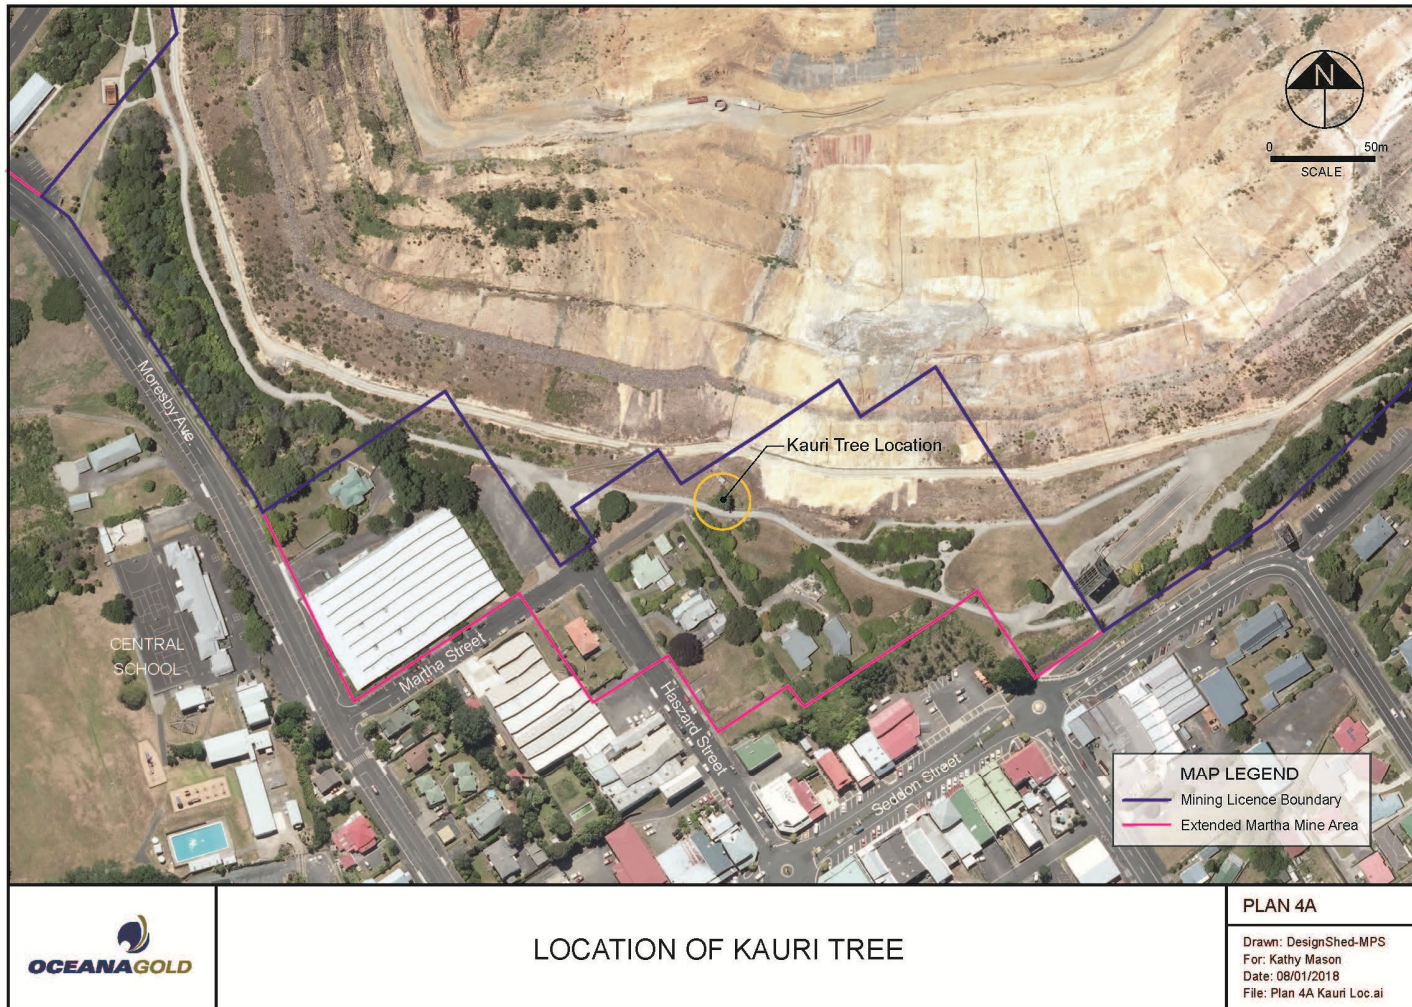 N
0 50m
SCALE
Moresby Ave
Kauri Tree Location
CENTRAL
SCHOOL
Martha Street
Haszard Street
Seddon Street
MAP LEGEND
Mining Licence Boundary
Extended Martha Mine Area
OCEANAGOLD
LOCATION OF KAURI TREE
PLAN 4A
Drawn: DesignShed-MPS
For: Kathy Mason
Date: 08/01/2018
File: Plan 4A Kauri Loc.ai